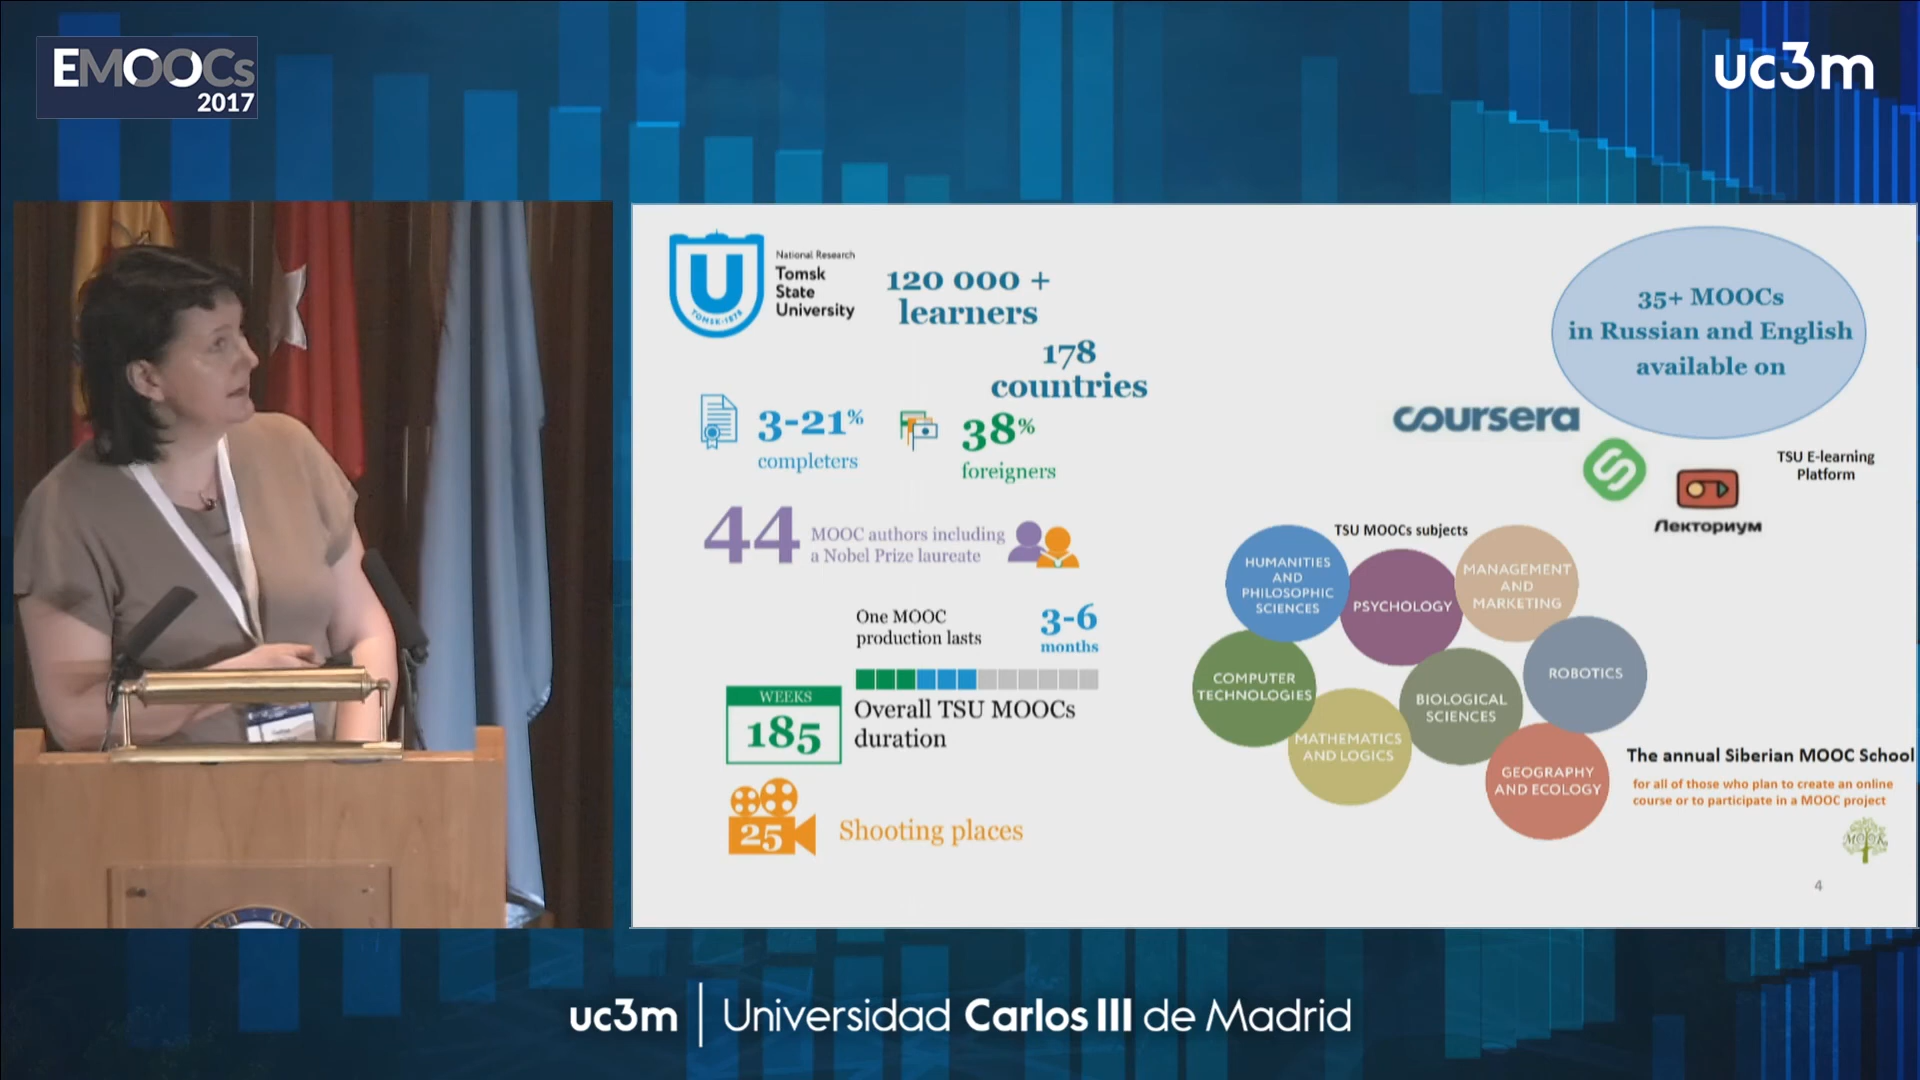 EMOOCs
2017
uc3m
National Research
Tomsk
State
University
TOMSK·1878
120 000 +
learners
178
countries
3-21%
completers
38%
foreigners
44
MOOC authors including
a Nobel Prize laureate
One MOOC
production lasts
3-6
months
WEEKS
185
Overall TSU MOOCs
duration
25
Shooting places
35+ MOOCs
in Russian and English
available on
coursera
TSU E-learning
Platform
Лекториум
TSU MOOCs subjects
HUMANITIES
AND
PHILOSOPHIC
SCIENCES
PSYCHOLOGY
MANAGEMENT
AND
MARKETING
COMPUTER
TECHNOLOGIES
MATHEMATICS
AND LOGICS
BIOLOGICAL
SCIENCES
ROBOTICS
GEOGRAPHY
AND ECOLOGY
The annual Siberian MOOC School
for all of those who plan to create an online
course or to participate in a MOOC project
4
uc3m | Universidad Carlos III de Madrid